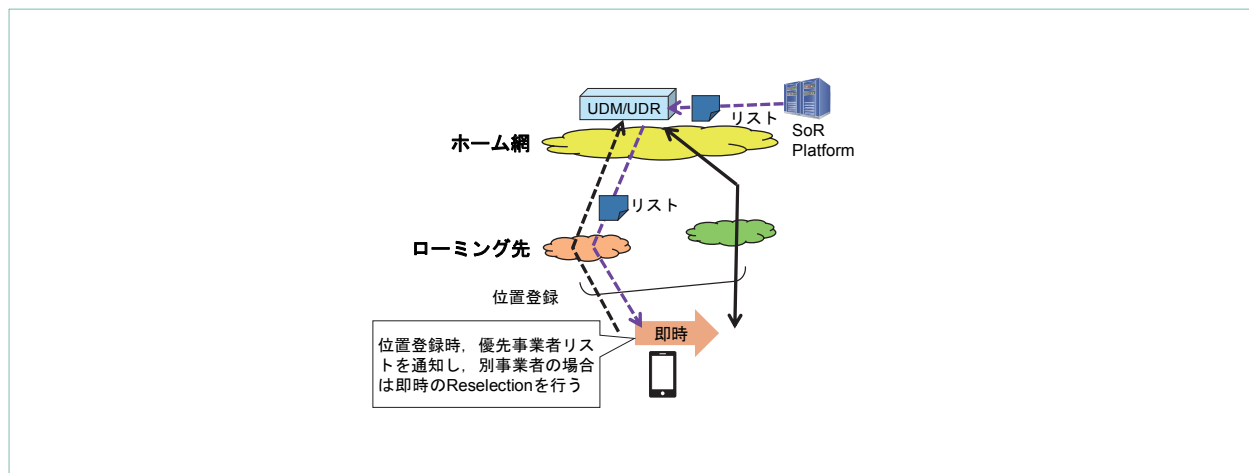 UDM/UDR
リスト
SoR
Platform
ホーム網
リスト
ローミング先
位置登録
即時
位置登録時，優先事業者リス
トを通知し，別事業者の場合
は即時のReselectionを行う